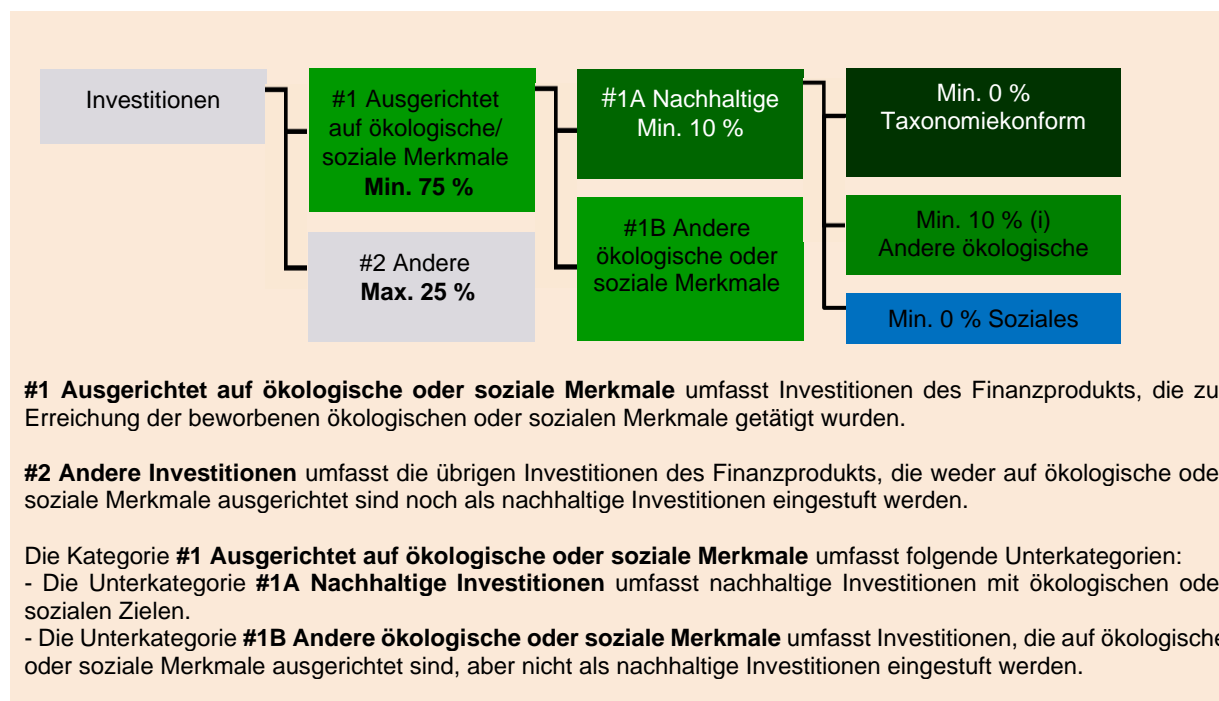 Investitionen
#1 Ausgerichtet
auf ökologische/
soziale Merkmale
Min. 75 %
#2 Andere
Max. 25 %
#1A Nachhaltige
Min. 10 %
#1B Andere
ökologische oder
soziale Merkmale
Min. 0 %
Taxonomiekonform
Min. 10 % (i)
Andere ökologische
Min. 0 % Soziales
#1 Ausgerichtet auf ökologische oder soziale Merkmale umfasst Investitionen des Finanzprodukts, die zu
Erreichung der beworbenen ökologischen oder sozialen Merkmale getätigt wurden.
#2 Andere Investitionen umfasst die übrigen Investitionen des Finanzprodukts, die weder auf ökologische ode
soziale Merkmale ausgerichtet sind noch als nachhaltige Investitionen eingestuft werden.
Die Kategorie #1 Ausgerichtet auf ökologische oder soziale Merkmale umfasst folgende Unterkategorien:
- Die Unterkategorie #1A Nachhaltige Investitionen umfasst nachhaltige Investitionen mit ökologischen ode
sozialen Zielen.
- Die Unterkategorie #1B Andere ökologische oder soziale Merkmale umfasst Investitionen, die auf ökologische
oder soziale Merkmale ausgerichtet sind, aber nicht als nachhaltige Investitionen eingestuft werden.